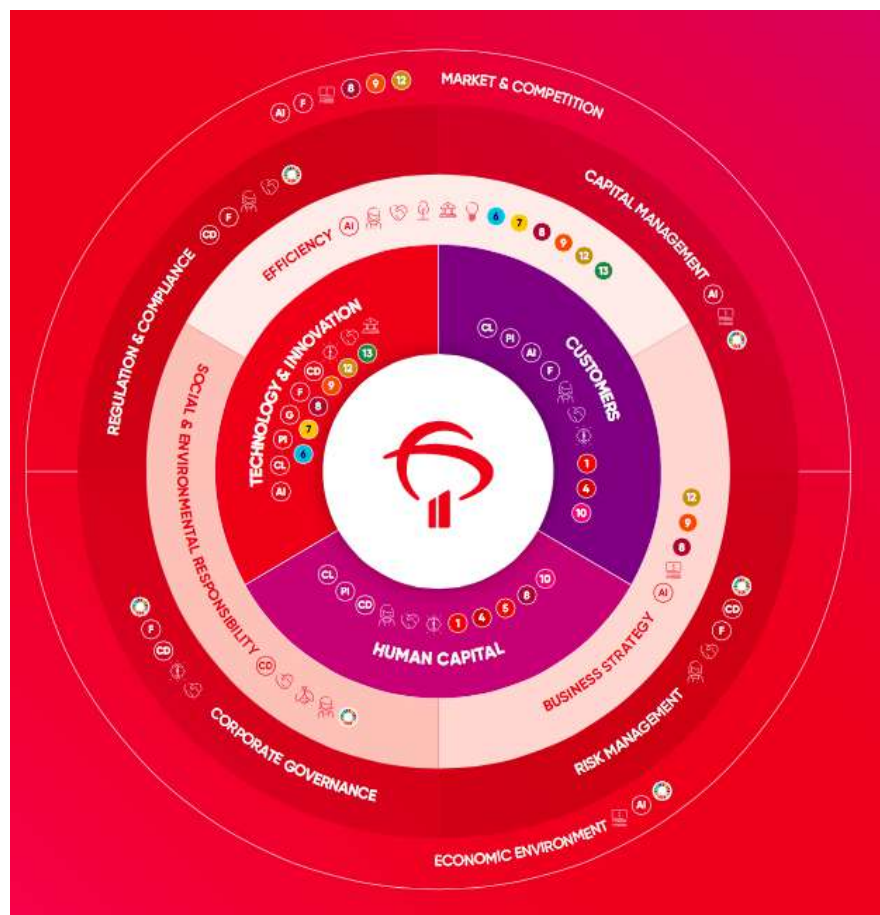 MARKET & COMPETITION
AI F 8 9 12
CAPITAL MANAGEMENT
AI
REGULATION & COMPLIANCE
CD F
EFFICIENCY
AI 6 7 8 9 12 13
TECHNOLOGY & INNOVATION
AI CL PI G F CD
6 7 8 9 12 13
CUSTOMERS
CL PI AI F 1 4 10
SOCIAL & ENVIRONMENTAL RESPONSIBILITY
CD
HUMAN CAPITAL
CL PI CD 1 4 5 8 10
BUSINESS STRATEGY
AI 8 9 12
CORPORATE GOVERNANCE
F CD
RISK MANAGEMENT
F CD
ECONOMIC ENVIRONMENT
AI